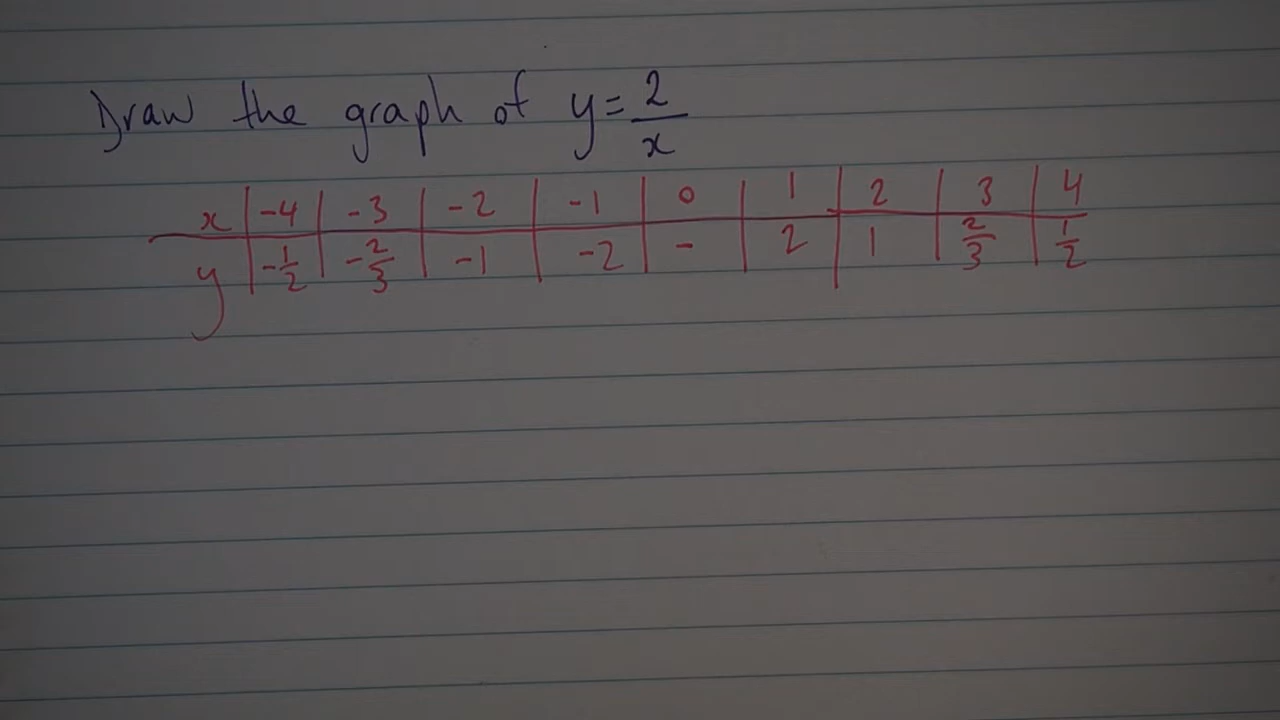 Draw the graph of y = 2/x
x | -4 | -3 | -2 | -1 | 0 | 1 | 2 | 3 | 4
y | -1/2 | -2/3 | -1 | -2 | - | 2 | 1 | 2/3 | 1/2